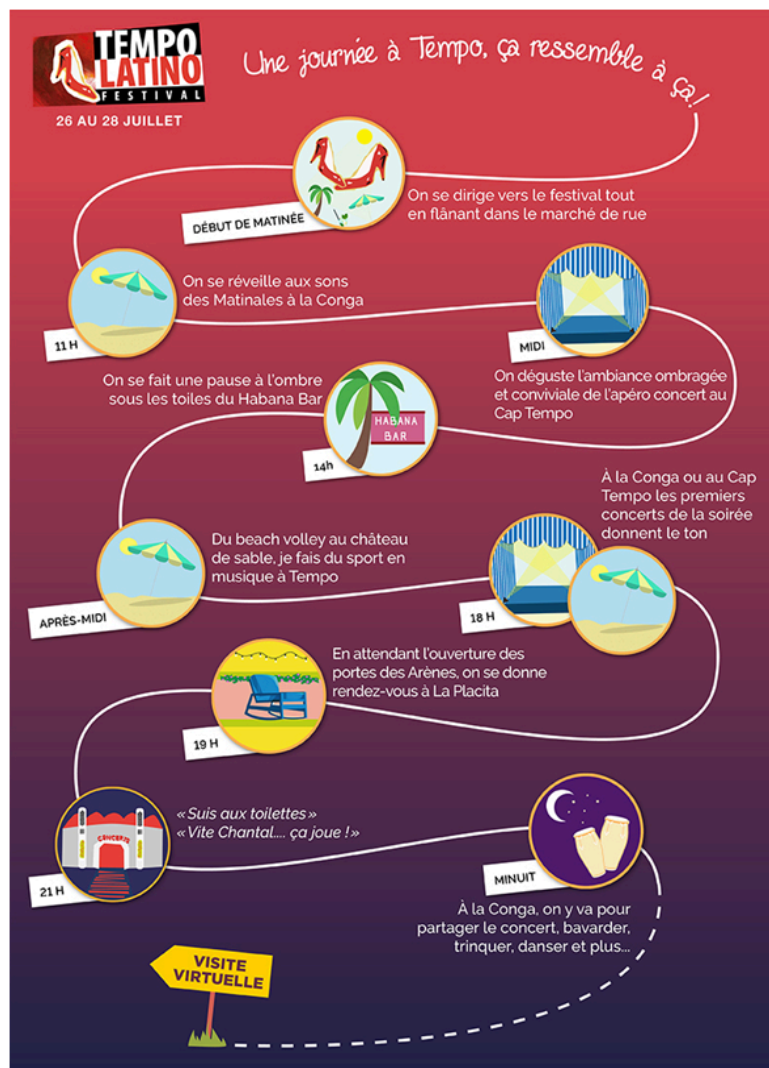 TEMPO
LATINO
FESTIVAL
26 AU 28 JUILLET
Une journée à Tempo, ça ressemble à ça!
DÉBUT DE MATINÉE
On se dirige vers le festival tout
en flânant dans le marché de rue
11 H
On se réveille aux sons
des Matinales à la Conga
MIDI
On déguste l'ambiance ombragée
et conviviale de l'apéro concert au
Cap Tempo
On se fait une pause à l'ombre
sous les toiles du Habana Bar
HABANA
BAR
14h
APRÈS-MIDI
Du beach volley au château
de sable, je fais du sport en
musique à Tempo
À la Conga ou au Cap
Tempo les premiers
concerts de la soirée
donnent le ton
18 H
En attendant l'ouverture des
portes des Arènes, on se donne
rendez-vous à La Placita
19 H
CONCERTS
21 H
« Suis aux toilettes »
« Vite Chantal.... ça joue ! »
MINUIT
À la Conga, on y va pour
partager le concert, bavarder,
trinquer, danser et plus...
VISITE
VIRTUELLE